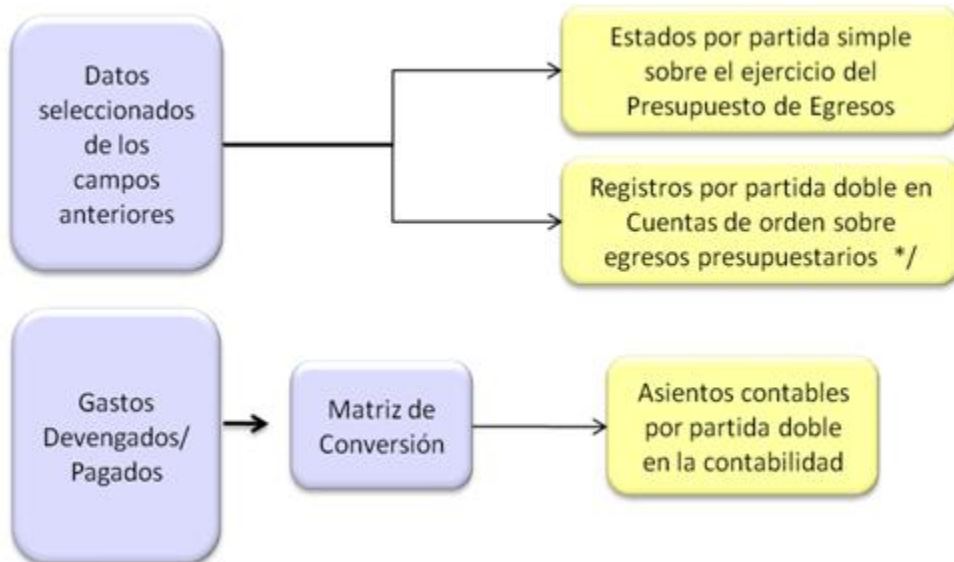 Datos
seleccionados
de los
campos
anteriores
Estados por partida simple
sobre el ejercicio del
Presupuesto de Egresos
Registros por partida doble en
Cuentas de orden sobre
egresos presupuestarios */
Gastos
Devengados/
Pagados
Matriz de
Conversión
Asientos contables
por partida doble
en la contabilidad